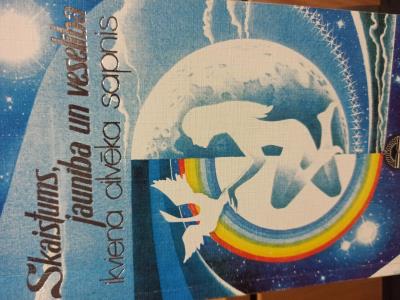 Skaistums,
jaunība un veselība
ikviena cilvēka sapnis